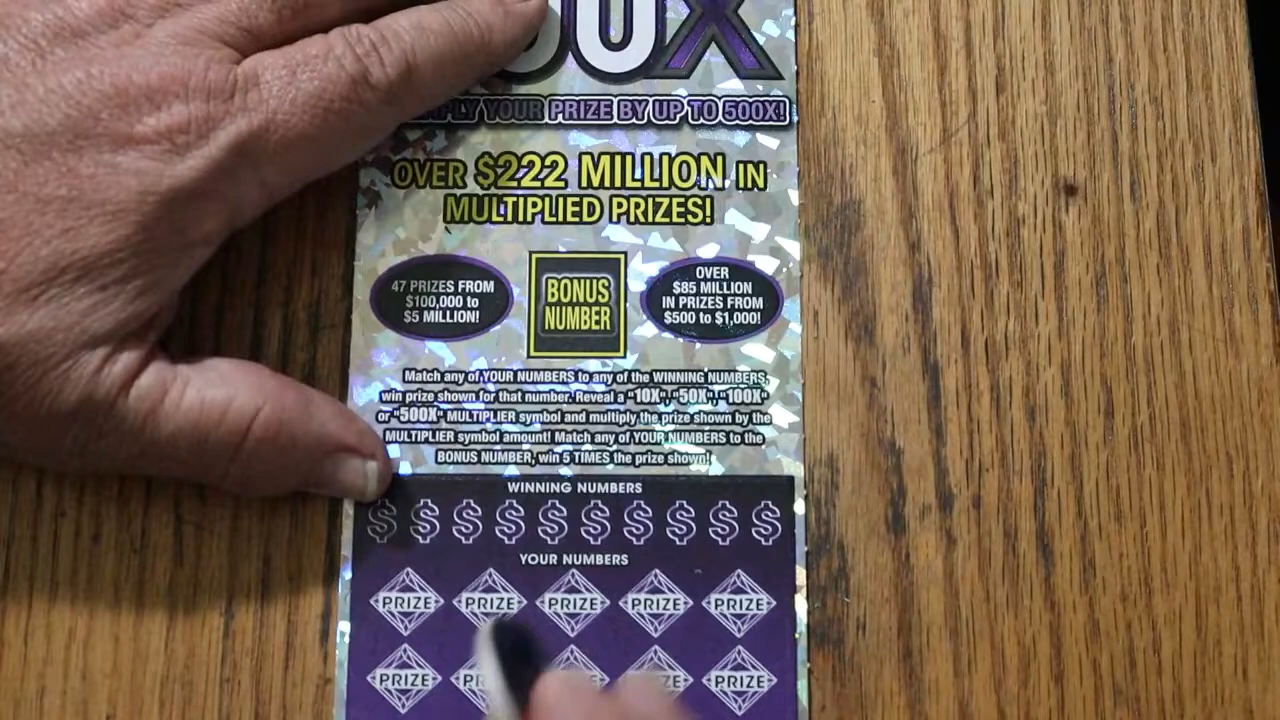 00X
YOUR PRIZE BY UP TO 500X!
OVER $222 MILLION IN
MULTIPLIED PRIZES!
47 PRIZES FROM
$100,000 to
$5 MILLION!
BONUS
NUMBER
OVER
$85 MILLION
IN PRIZES FROM
$500 to $1,000!
Match any of YOUR NUMBERS to any of the WINNING NUMBERS,
win prize shown for that number. Reveal a "10X", "50X", "100X"
or "500X" MULTIPLIER symbol and multiply the prize shown by the
MULTIPLIER symbol amount! Match any of YOUR NUMBERS to the
BONUS NUMBER, win 5 TIMES the prize shown!
WINNING NUMBERS
$ $ $ $ $ $ $ $ $ $
YOUR NUMBERS
PRIZE PRIZE PRIZE PRIZE PRIZE
PRIZE PRIZE